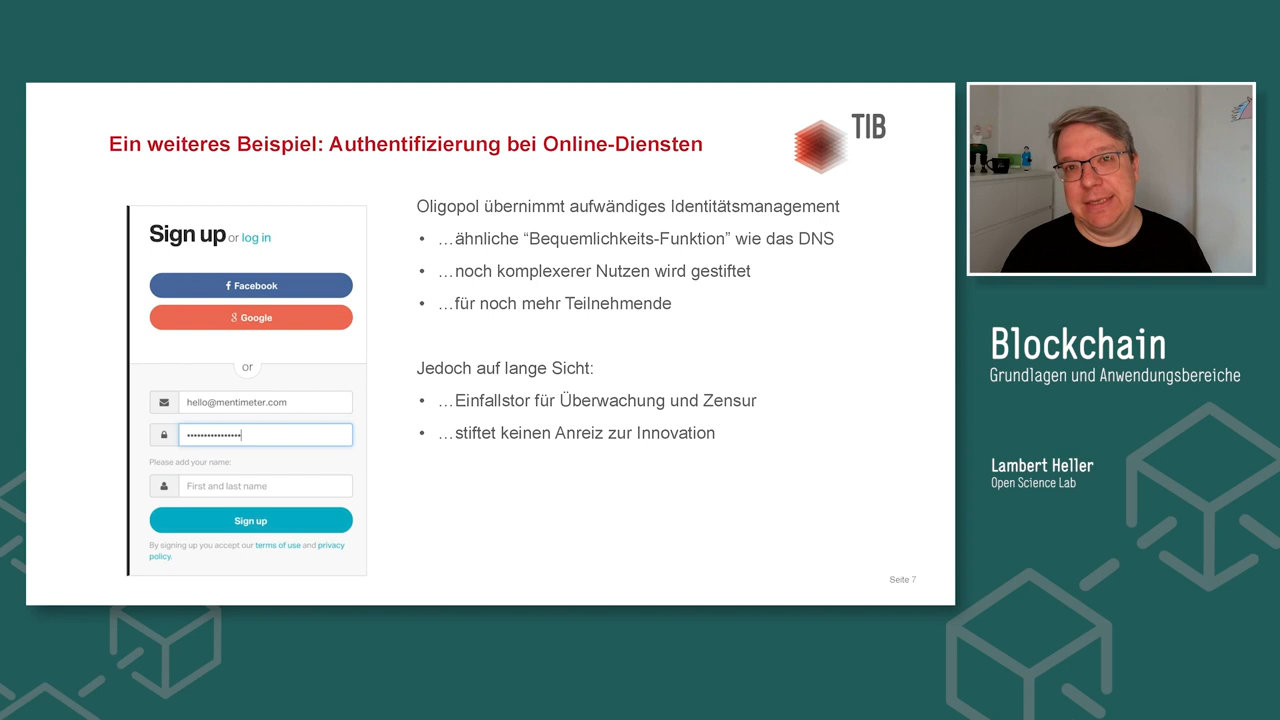 Ein weiteres Beispiel: Authentifizierung bei Online-Diensten
TIB
Sign up or log in
f Facebook
g Google
or
hello@mentimeter.com
••••••••••••••••
Please add your name:
First and last name
Sign up
By signing up you accept our terms of use and privacy
policy.
Oligopol übernimmt aufwändiges Identitätsmanagement
• …ähnliche “Bequemlichkeits-Funktion” wie das DNS
• …noch komplexerer Nutzen wird gestiftet
• …für noch mehr Teilnehmende
Jedoch auf lange Sicht:
• …Einfallstor für Überwachung und Zensur
• …stiftet keinen Anreiz zur Innovation
Seite 7
Blockchain
Grundlagen und Anwendungsbereiche
Lambert Heller
Open Science Lab